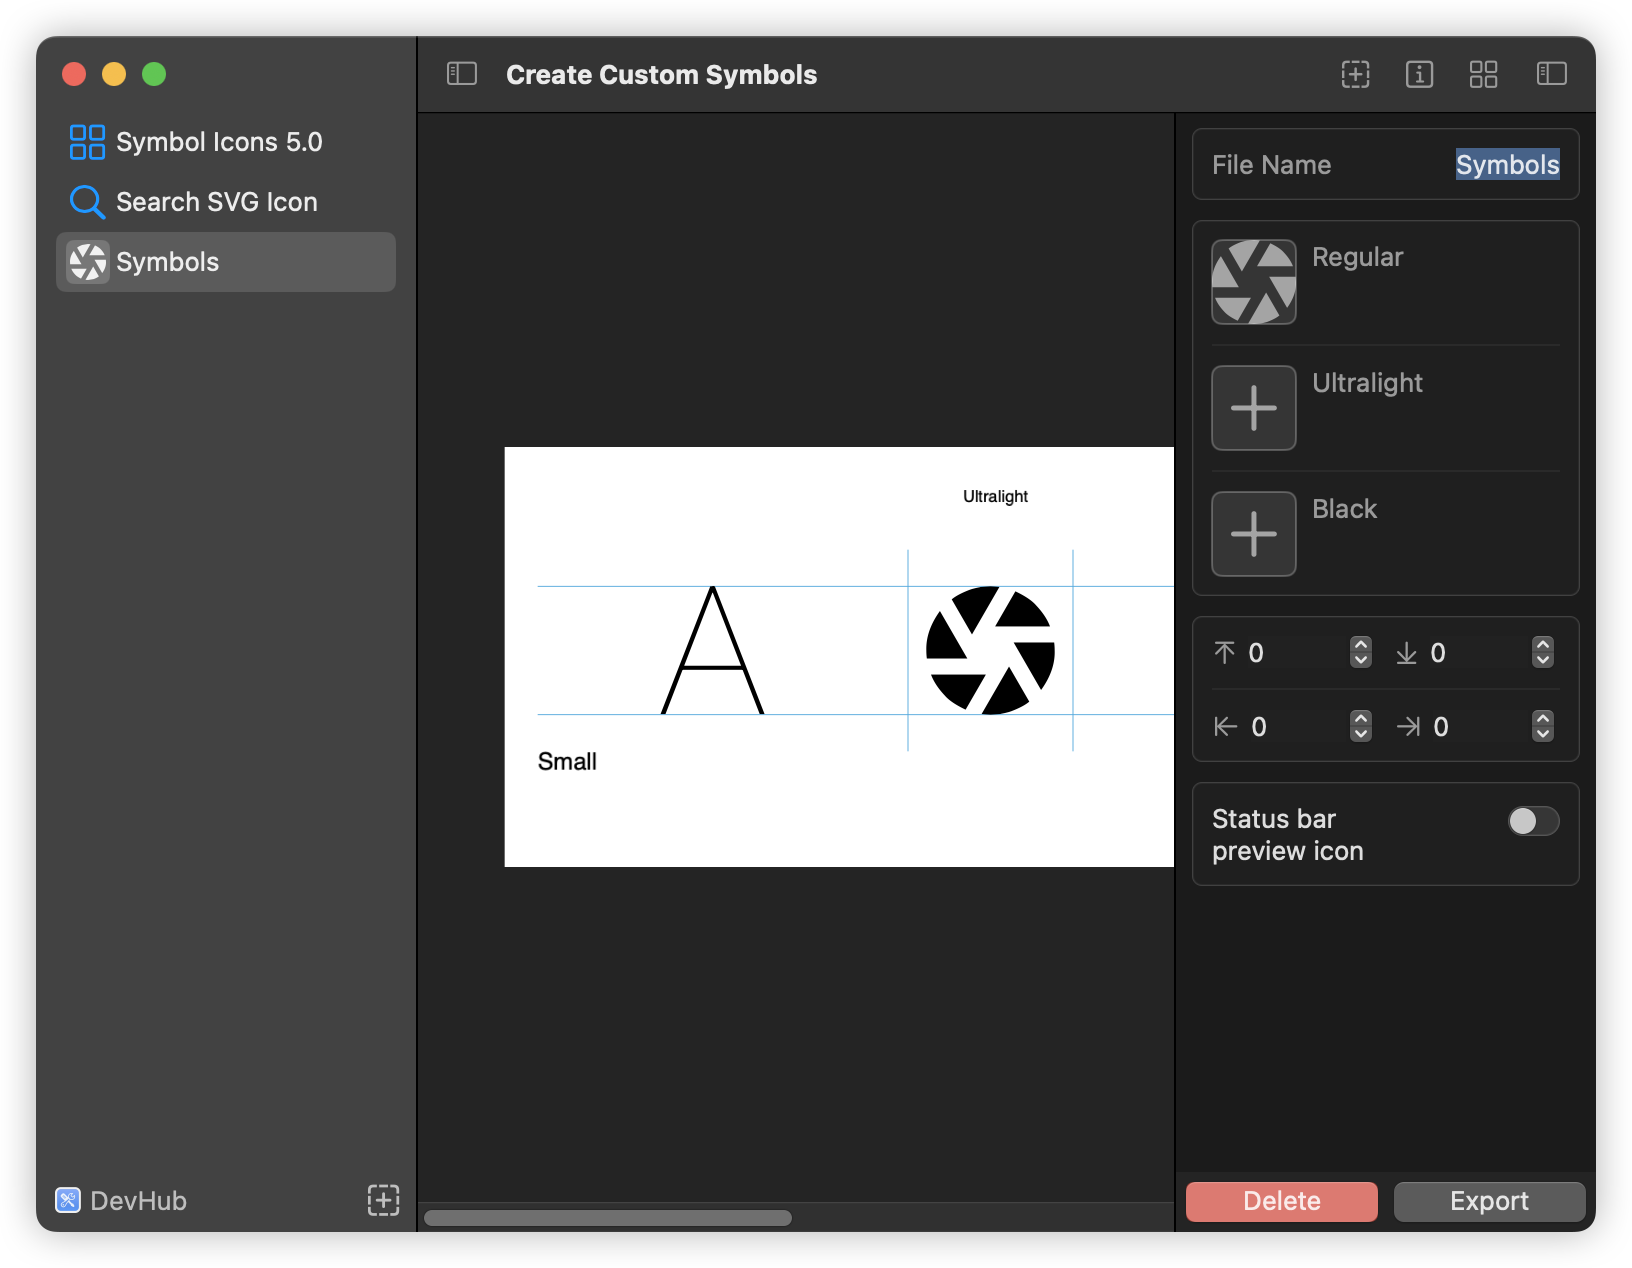 Create Custom Symbols
Symbol Icons 5.0
Search SVG Icon
Symbols
DevHub
Ultralight
A
Small
File Name
Symbols
Regular
Ultralight
Black
0
0
0
0
Status bar
preview icon
Delete
Export